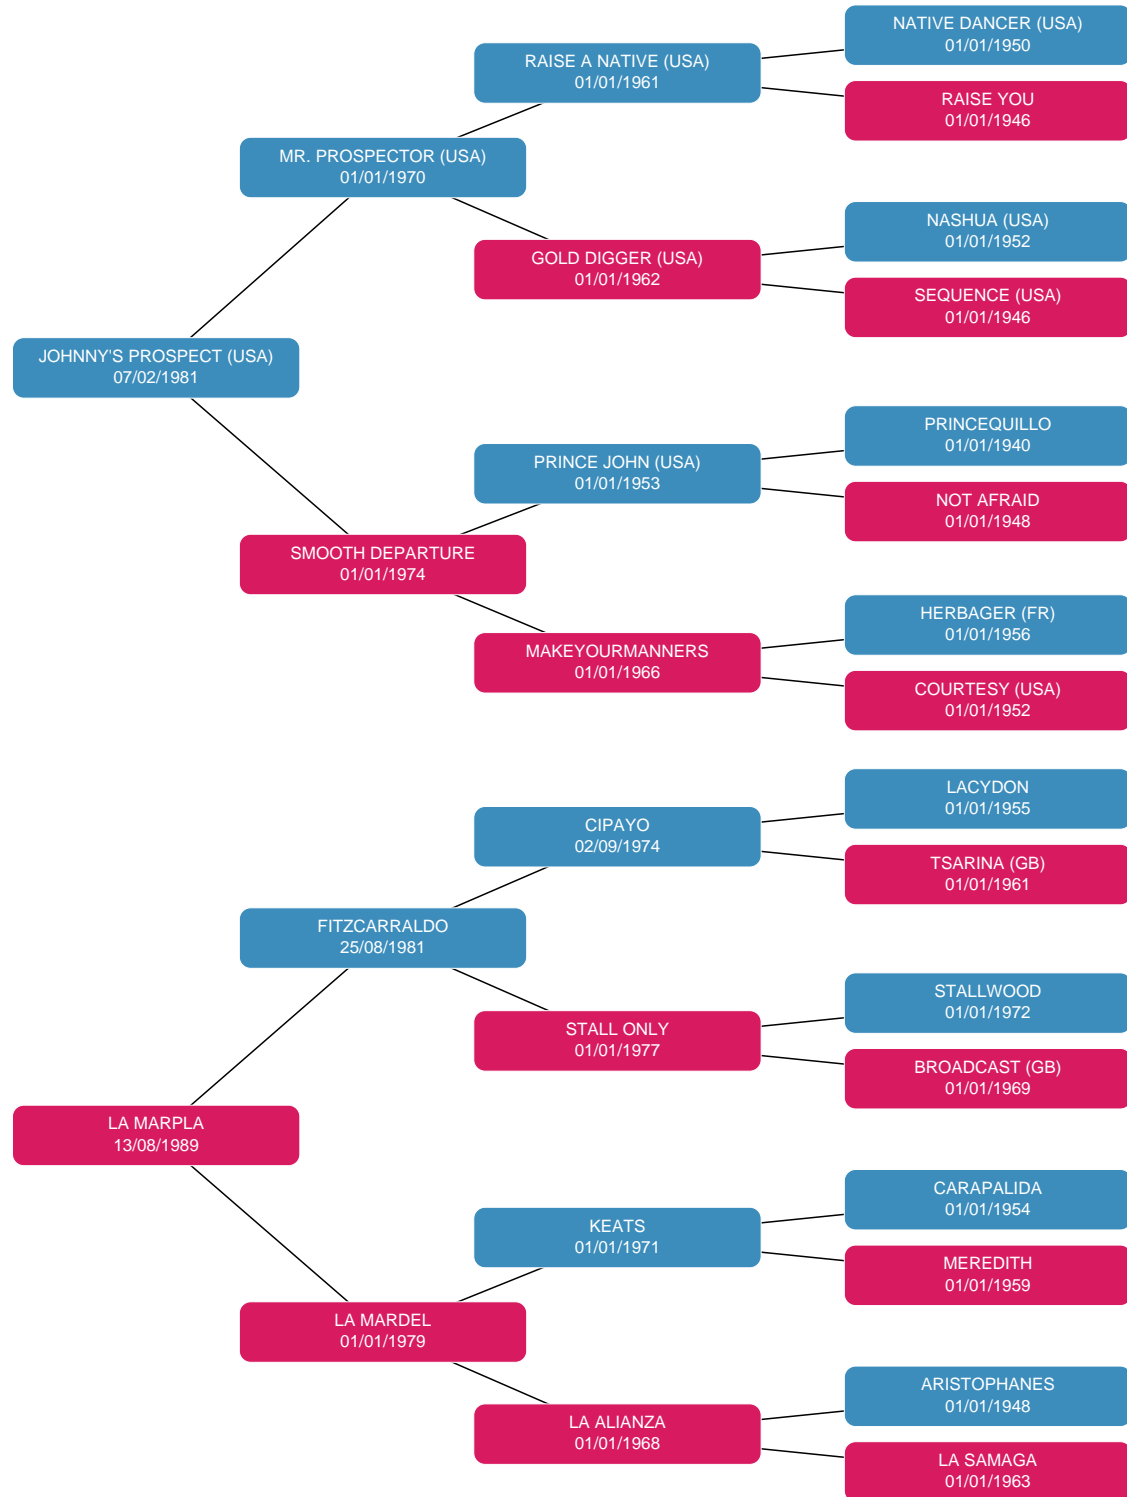 NATIVE DANCER (USA)
01/01/1950
RAISE A NATIVE (USA)
01/01/1961
RAISE YOU
01/01/1946
MR. PROSPECTOR (USA)
01/01/1970
NASHUA (USA)
01/01/1952
GOLD DIGGER (USA)
01/01/1962
SEQUENCE (USA)
01/01/1946
JOHNNY'S PROSPECT (USA)
07/02/1981
PRINCEQUILLO
01/01/1940
PRINCE JOHN (USA)
01/01/1953
NOT AFRAID
01/01/1948
SMOOTH DEPARTURE
01/01/1974
HERBAGER (FR)
01/01/1956
MAKEYOURMANNERS
01/01/1966
COURTESY (USA)
01/01/1952
LACYDON
01/01/1955
CIPAYO
02/09/1974
TSARINA (GB)
01/01/1961
FITZCARRALDO
25/08/1981
STALLWOOD
01/01/1972
STALL ONLY
01/01/1977
BROADCAST (GB)
01/01/1969
LA MARPLA
13/08/1989
CARAPALIDA
01/01/1954
KEATS
01/01/1971
MEREDITH
01/01/1959
LA MARDEL
01/01/1979
ARISTOPHANES
01/01/1948
LA ALIANZA
01/01/1968
LA SAMAGA
01/01/1963